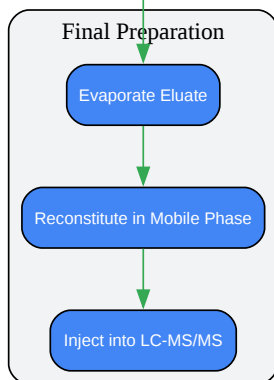 Final Preparation
Evaporate Eluate
Reconstitute in Mobile Phase
Inject into LC-MS/MS